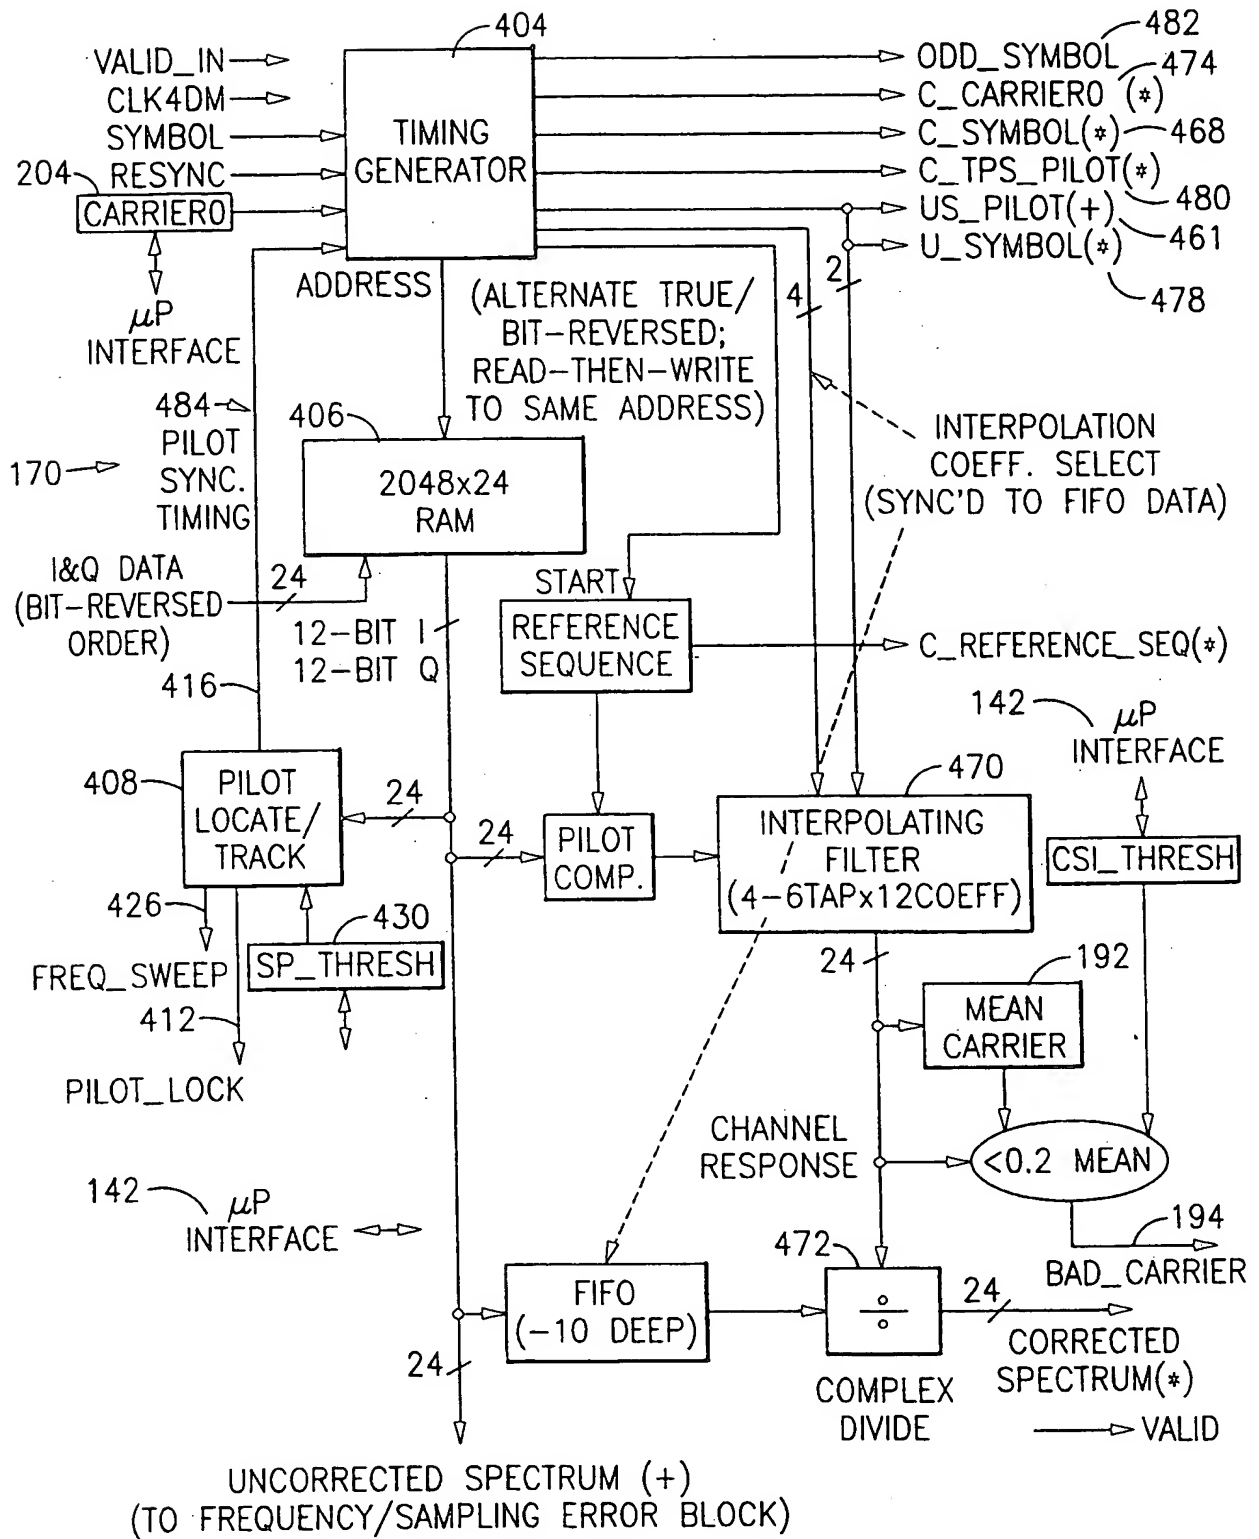 404
482
VALID_IN
ODD_SYMBOL
474
CLK4DM
C_CARRIERO (*)
SYMBOL
TIMING
GENERATOR
C_SYMBOL(*)
468
204
RESYNC
C_TPS_PILOT(*)
480
CARRIERO
US_PILOT(+)
461
U_SYMBOL(*)
478
µP
INTERFACE
ADDRESS
(ALTERNATE TRUE/
BIT-REVERSED;
READ-THEN-WRITE
TO SAME ADDRESS)
4
2
484
PILOT
SYNC.
TIMING
170
406
2048x24
RAM
INTERPOLATION
COEFF. SELECT
(SYNC'D TO FIFO DATA)
I&Q DATA
(BIT-REVERSED
ORDER)
24
12-BIT I
12-BIT Q
START
REFERENCE
SEQUENCE
C_REFERENCE_SEQ(*)
416
142
µP
INTERFACE
408
PILOT
LOCATE/
TRACK
24
24
PILOT
COMP.
470
INTERPOLATING
FILTER
(4-6TAPx12COEFF)
CSI_THRESH
426
430
FREQ_SWEEP
SP_THRESH
24
192
412
MEAN
CARRIER
PILOT_LOCK
CHANNEL
RESPONSE
<0.2 MEAN
142
µP
INTERFACE
194
BAD_CARRIER
472
FIFO
(-10 DEEP)
÷
24
24
CORRECTED
SPECTRUM(*)
COMPLEX
DIVIDE
VALID
UNCORRECTED SPECTRUM (+)
(TO FREQUENCY/SAMPLING ERROR BLOCK)